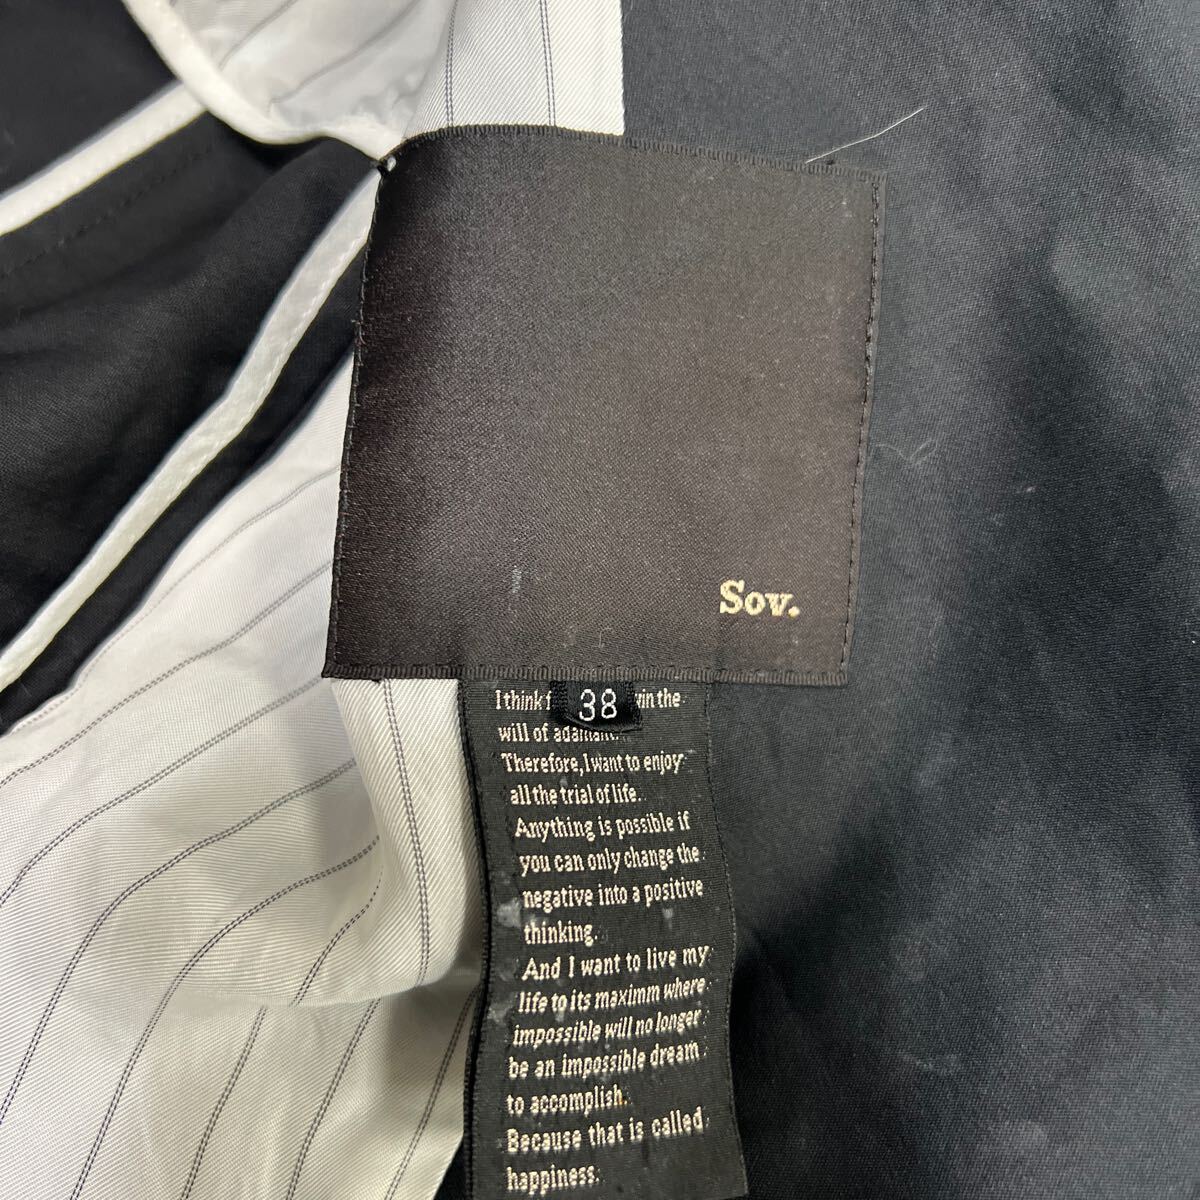 Sov.
38
I think in the
will of adamant.
Therefore, I want to enjoy
all the trial of life.
Anything is possible if
you can only change the
negative into a positive
thinking.
And I want to live my
life to its maximm where
impossible will no longer
be an impossible dream
to accomplish.
Because that is called
happiness.